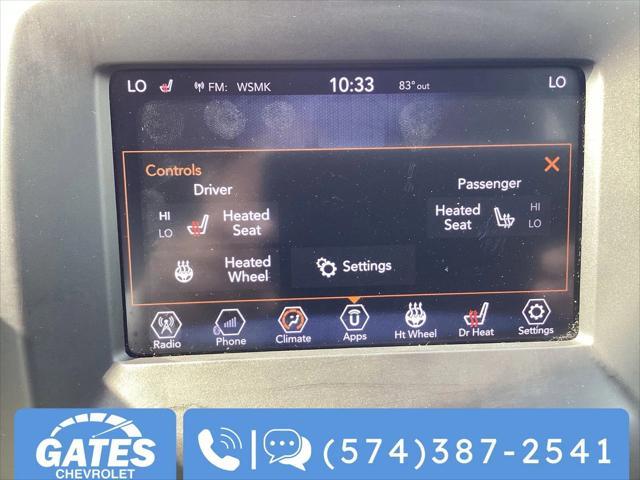 LO FM: WSMK 10:33 83° out LO
Controls
Driver Passenger
HI LO Heated Seat
Heated Seat HI LO
Heated Wheel
Settings
Radio Phone Climate Apps Ht Wheel Dr Heat Settings
GATES
CHEVROLET
(574)387-2541